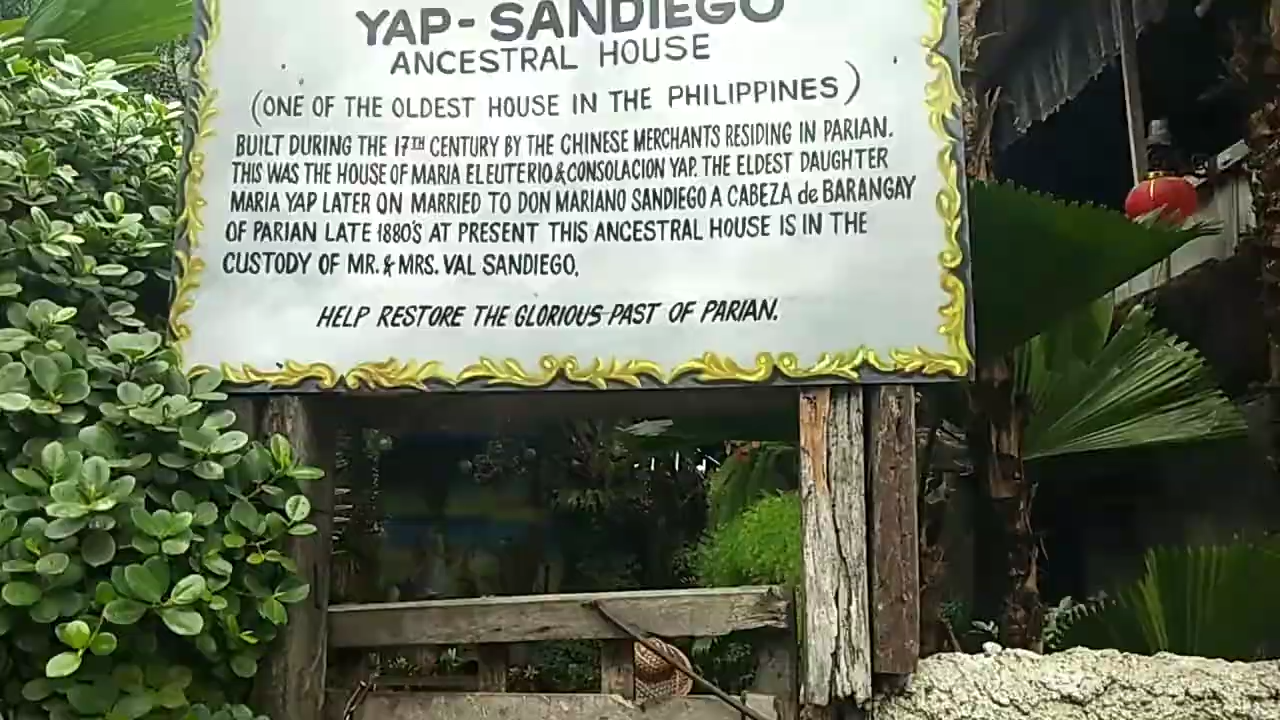 YAP-SANDIEGO
ANCESTRAL HOUSE
(ONE OF THE OLDEST HOUSE IN THE PHILIPPINES)
BUILT DURING THE 17TH CENTURY BY THE CHINESE MERCHANTS RESIDING IN PARIAN.
THIS WAS THE HOUSE OF MARIA ELEUTERIO & CONSOLACION YAP. THE ELDEST DAUGHTER
MARIA YAP LATER ON MARRIED TO DON MARIANO SANDIEGO A CABEZA de BARANGAY
OF PARIAN LATE 1880'S AT PRESENT THIS ANCESTRAL HOUSE IS IN THE
CUSTODY OF MR. & MRS. VAL SANDIEGO.
HELP RESTORE THE GLORIOUS PAST OF PARIAN.